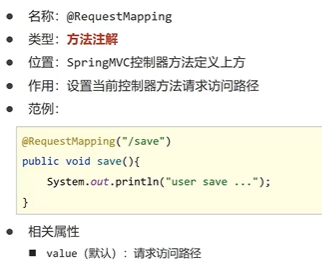 名称：@RequestMapping
类型：方法注解
位置：SpringMVC控制器方法定义上方
作用：设置当前控制器方法请求访问路径
范例：
@RequestMapping("/save")
public void save(){
    System.out.println("user save ...");
}
相关属性
value（默认）：请求访问路径